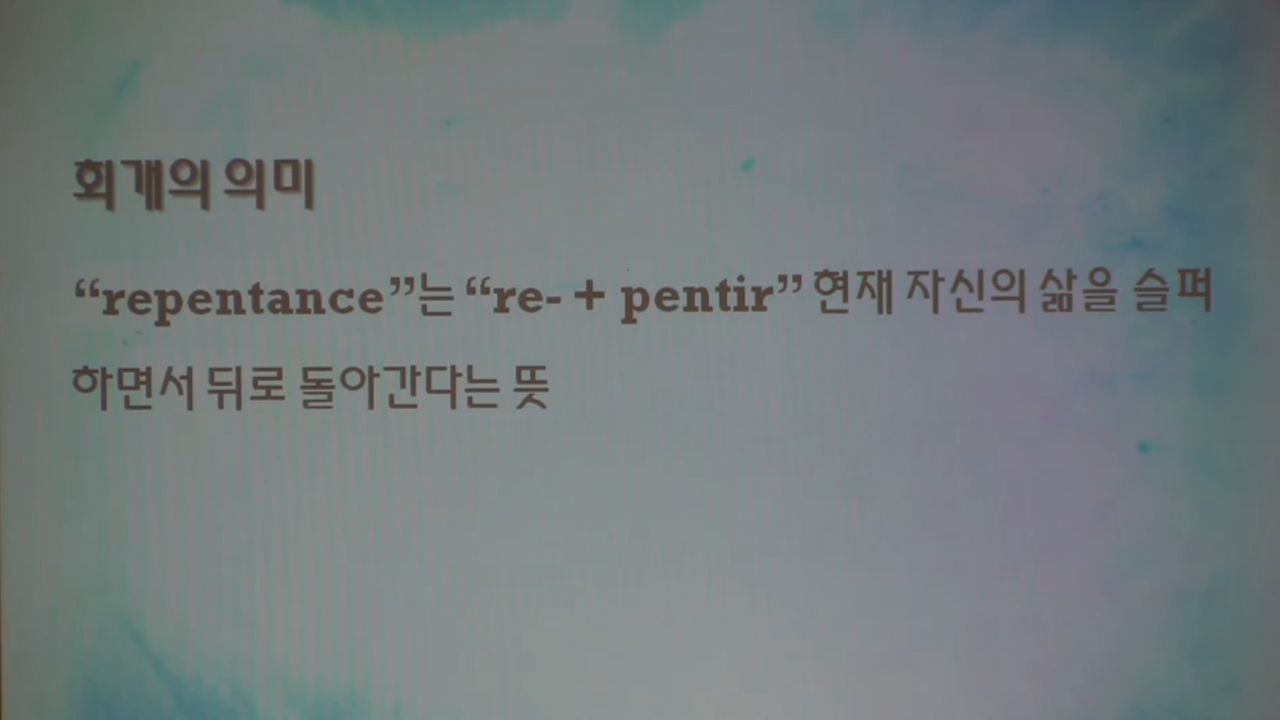 회개의 의미
“repentance”는 “re- + pentir” 현재 자신의 삶을 슬퍼
하면서 뒤로 돌아간다는 뜻